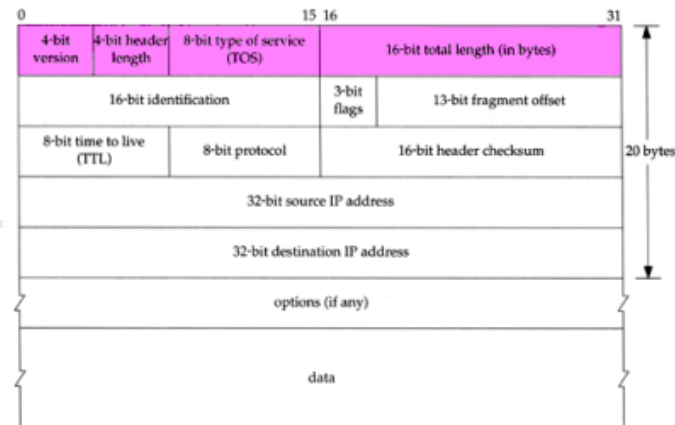 0 15 16 31
4-bit version
4-bit header length
8-bit type of service (TOS)
16-bit total length (in bytes)
16-bit identification
3-bit flags
13-bit fragment offset
8-bit time to live (TTL)
8-bit protocol
16-bit header checksum
20 bytes
32-bit source IP address
32-bit destination IP address
options (if any)
data